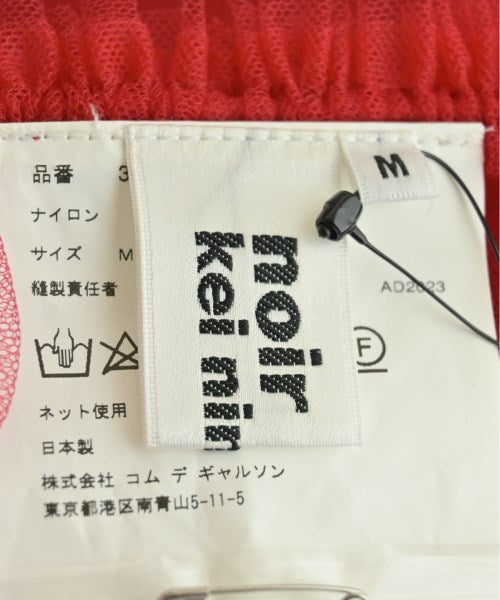 品番 3
ナイロン
サイズ M
縫製責任者
AD2023
noir
kei nin
M
F
ネット使用
日本製
株式会社 コム デ ギャルソン
東京都港区南青山5-11-5